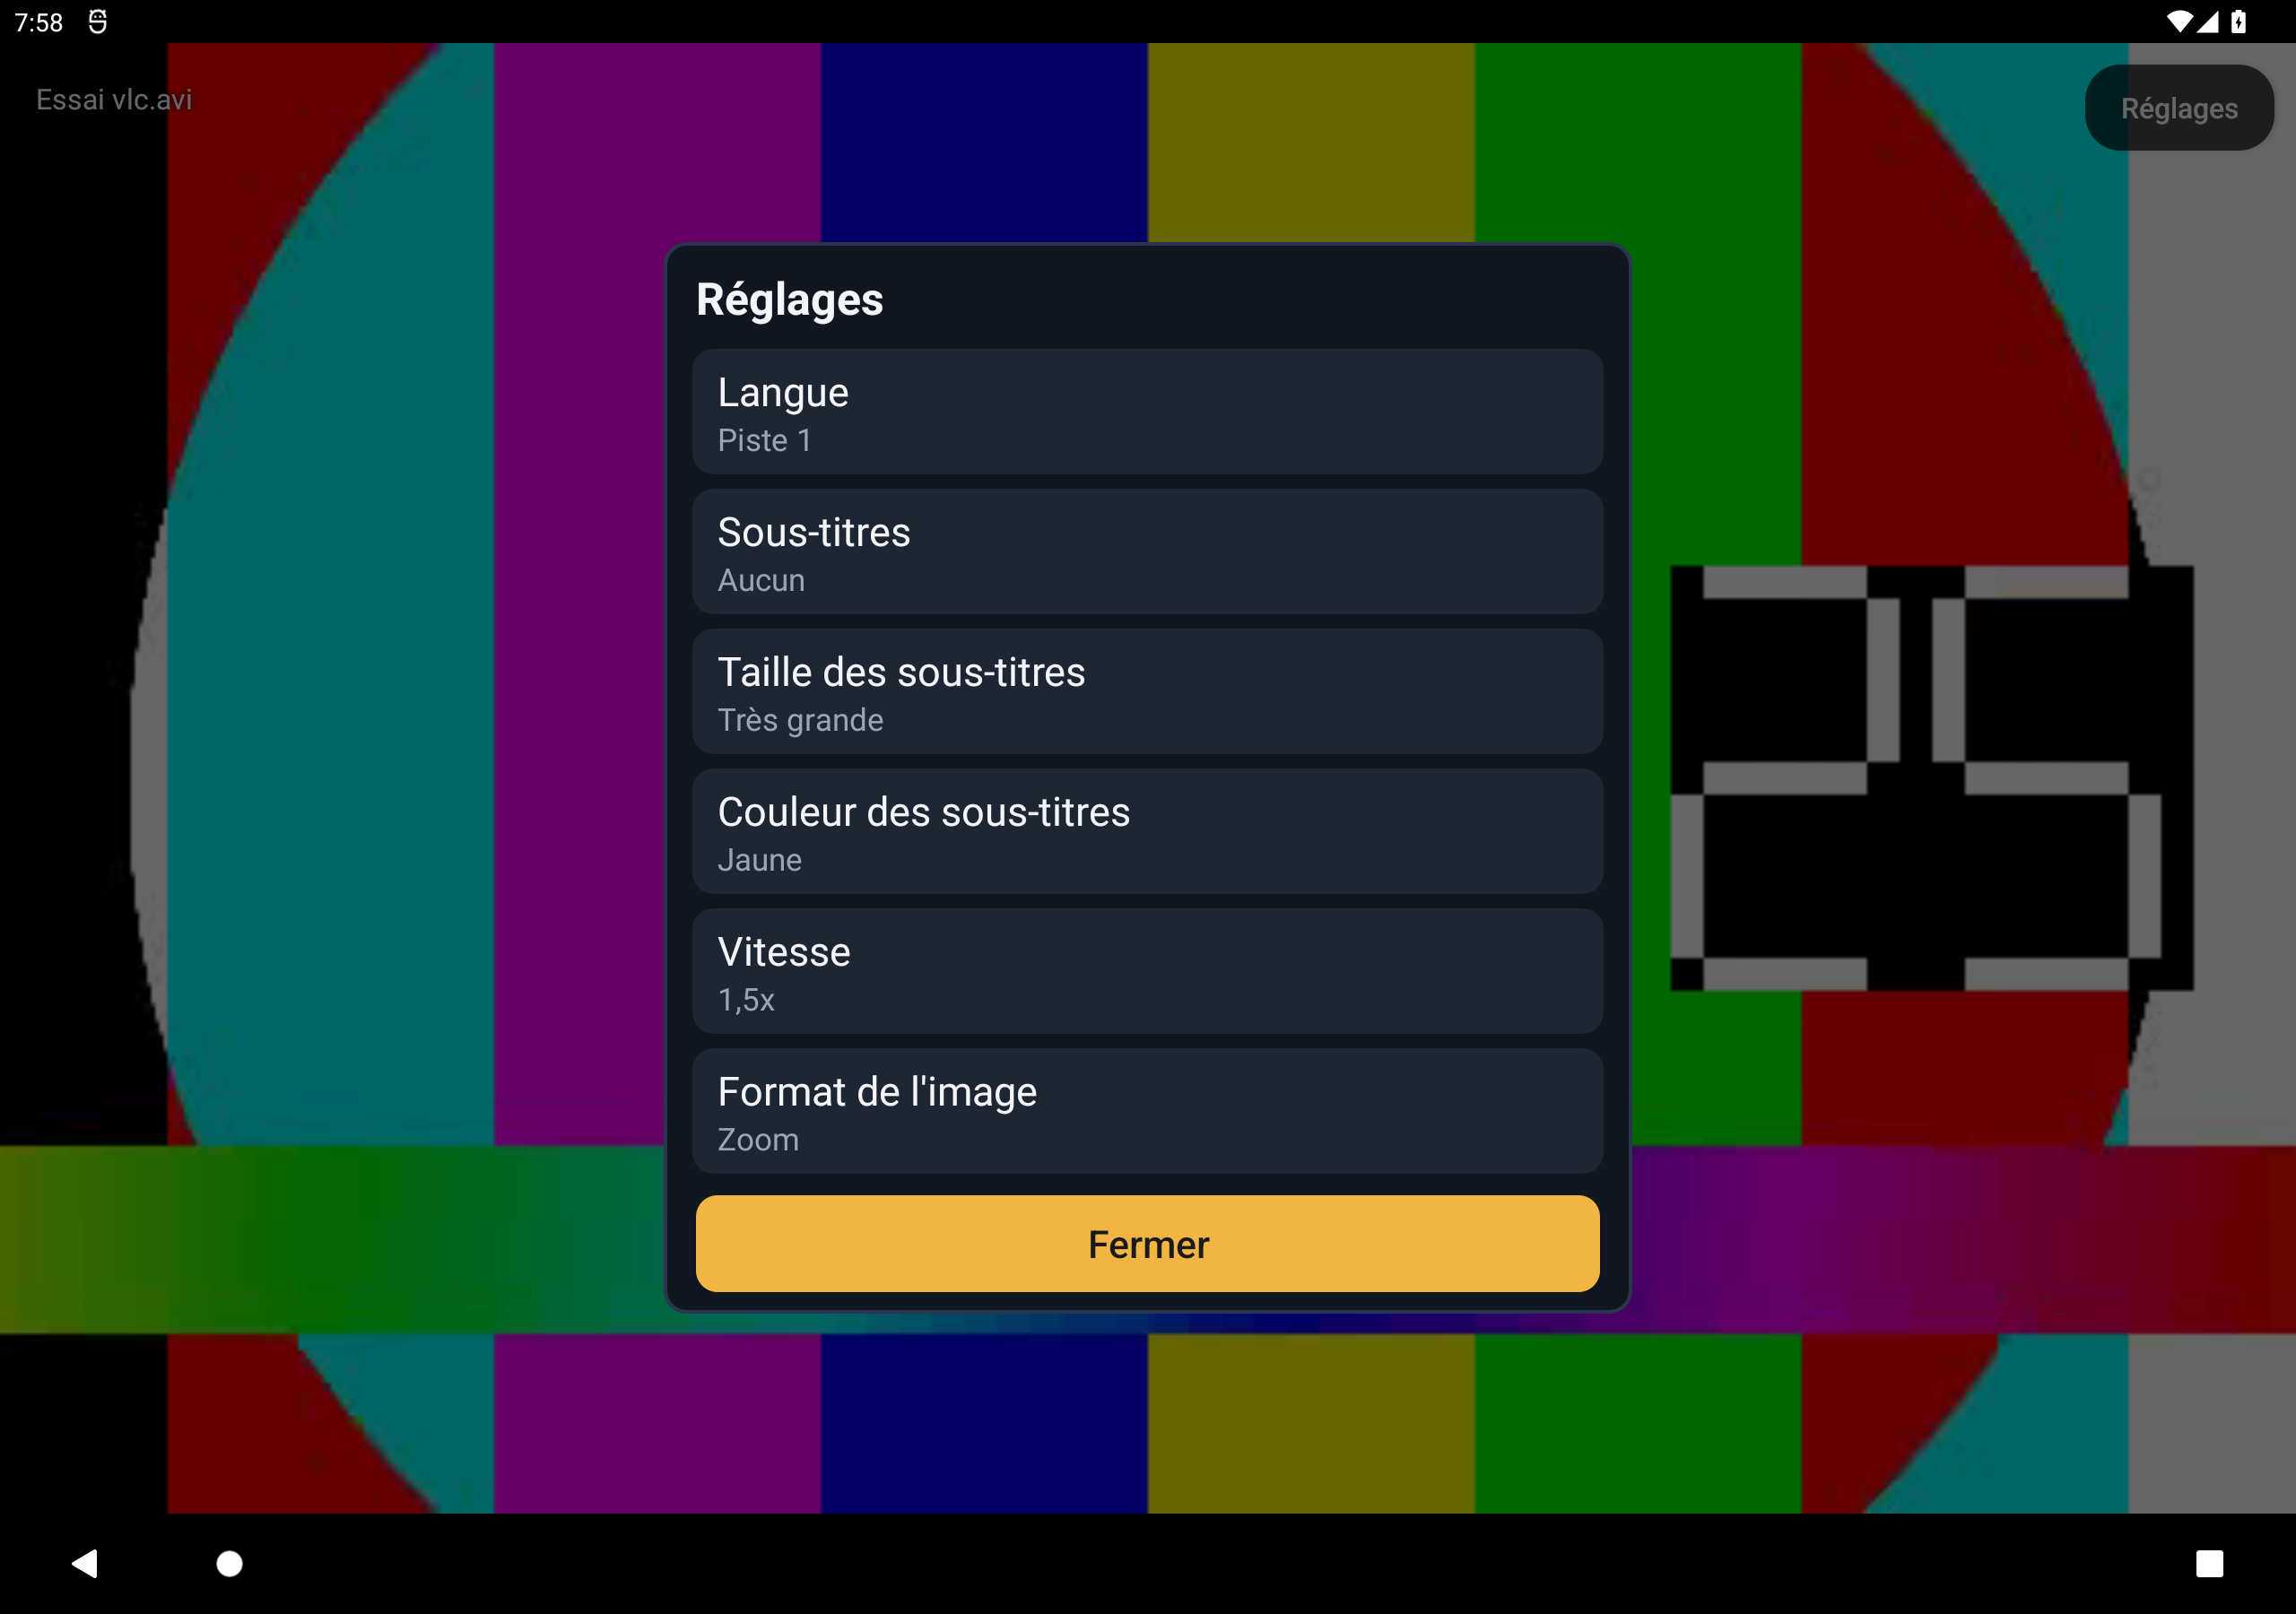 7:58
Essai vlc.avi
Réglages
Réglages
Langue
Piste 1
Sous-titres
Aucun
Taille des sous-titres
Très grande
Couleur des sous-titres
Jaune
Vitesse
1,5x
Format de l'image
Zoom
Fermer